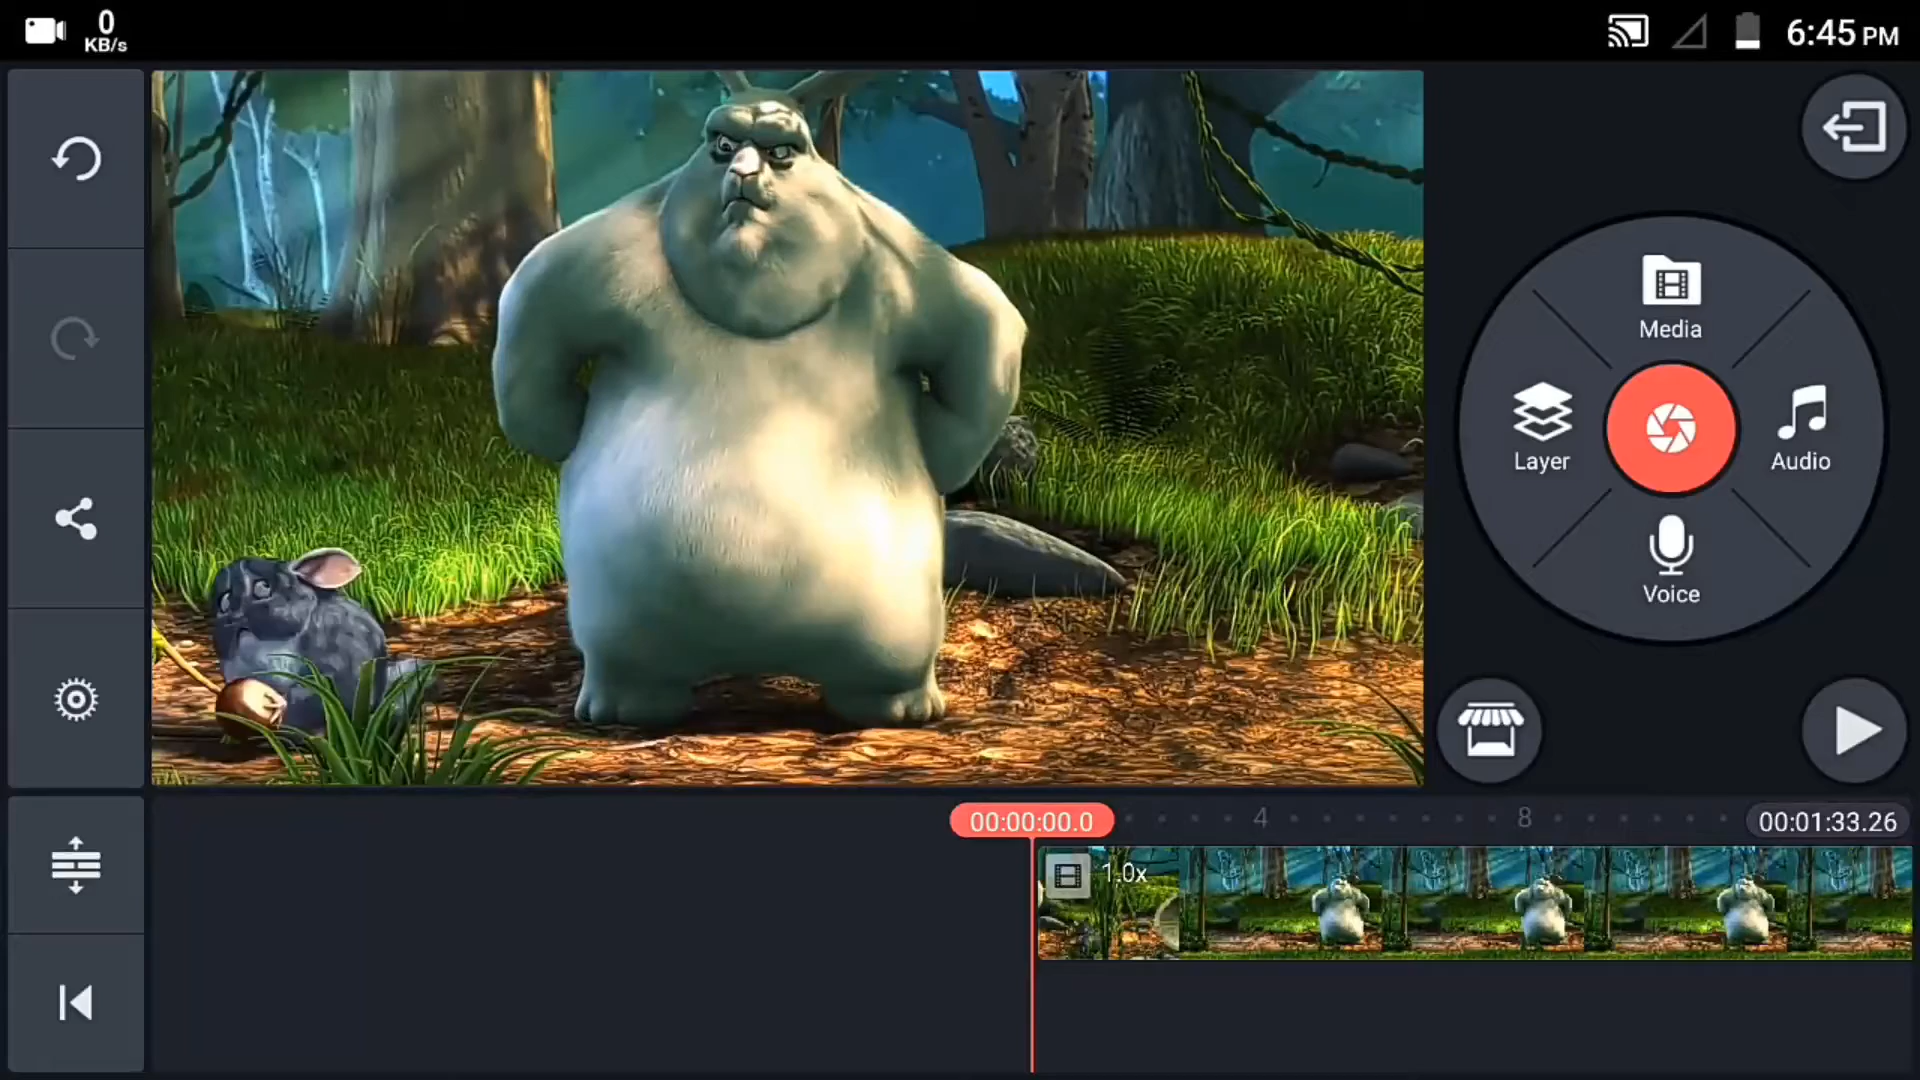 0
KB/s
6:45 PM
Media
Layer
Audio
Voice
00:00:00.0
4
8
00:01:33.26
1.0x